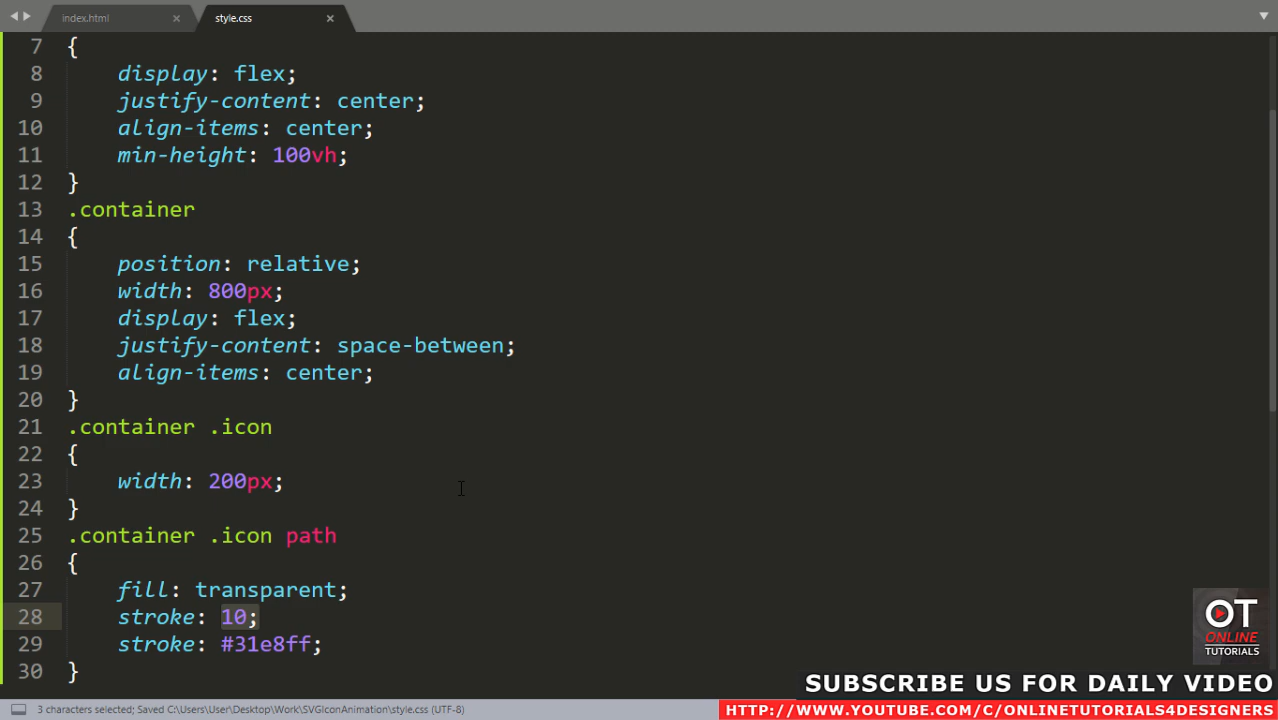 index.html × style.css ×
7 {
8 display: flex;
9 justify-content: center;
10 align-items: center;
11 min-height: 100vh;
12 }
13 .container
14 {
15 position: relative;
16 width: 800px;
17 display: flex;
18 justify-content: space-between;
19 align-items: center;
20 }
21 .container .icon
22 {
23 width: 200px;
24 }
25 .container .icon path
26 {
27 fill: transparent;
28 stroke: 10;
29 stroke: #31e8ff;
30 }
OT
ONLINE
TUTORIALS
SUBSCRIBE US FOR DAILY VIDEO
3 characters selected; Saved C:\Users\User\Desktop\Work\SVGIconAnimation\style.css (UTF-8)
HTTP://WWW.YOUTUBE.COM/C/ONLINETUTORIALS4DESIGNERS